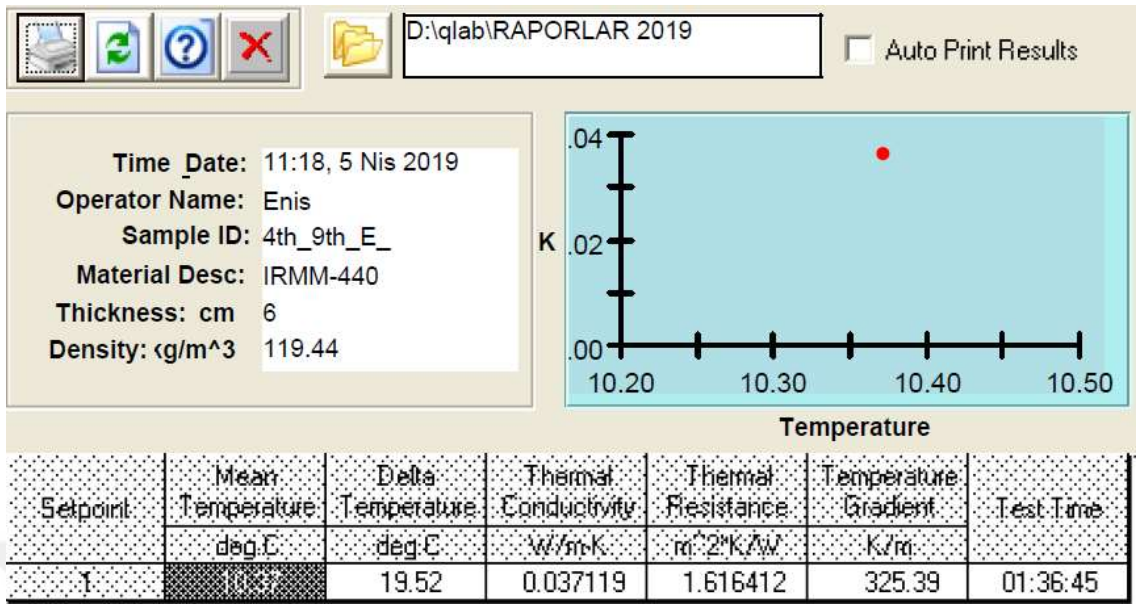 D:\qlab\RAPORLAR 2019
Auto Print Results
Time Date: 11:18, 5 Nis 2019
Operator Name: Enis
Sample ID: 4th_9th_E_
Material Desc: IRMM-440
Thickness: cm 6
Density: kg/m^3 119.44
K
.04
.02
.00
10.20 10.30 10.40 10.50
Temperature
Setpoint Mean Temperature Delta Temperature Thermal Conductivity Thermal Resistance Temperature Gradient Test Time
deg.C deg.C W/m-K m^2*K/W K/m
1 10.37 19.52 0.037119 1.616412 325.39 01:36:45